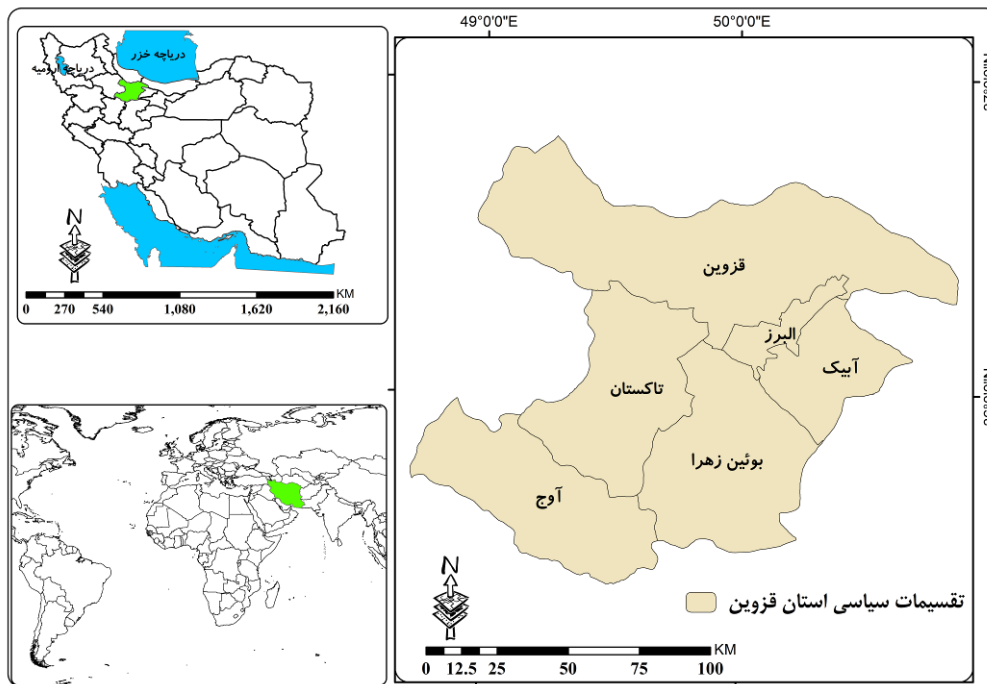 49°0'0"E 50°0'0"E
دریاچه خزر
دریاچه ارومیه
N
KM
0 270 540 1,080 1,620 2,160
قزوین
البرز
آبیک
تاکستان
بوئین زهرا
آوج
N
تقسیمات سیاسی استان قزوین
KM
0 12.5 25 50 75 100